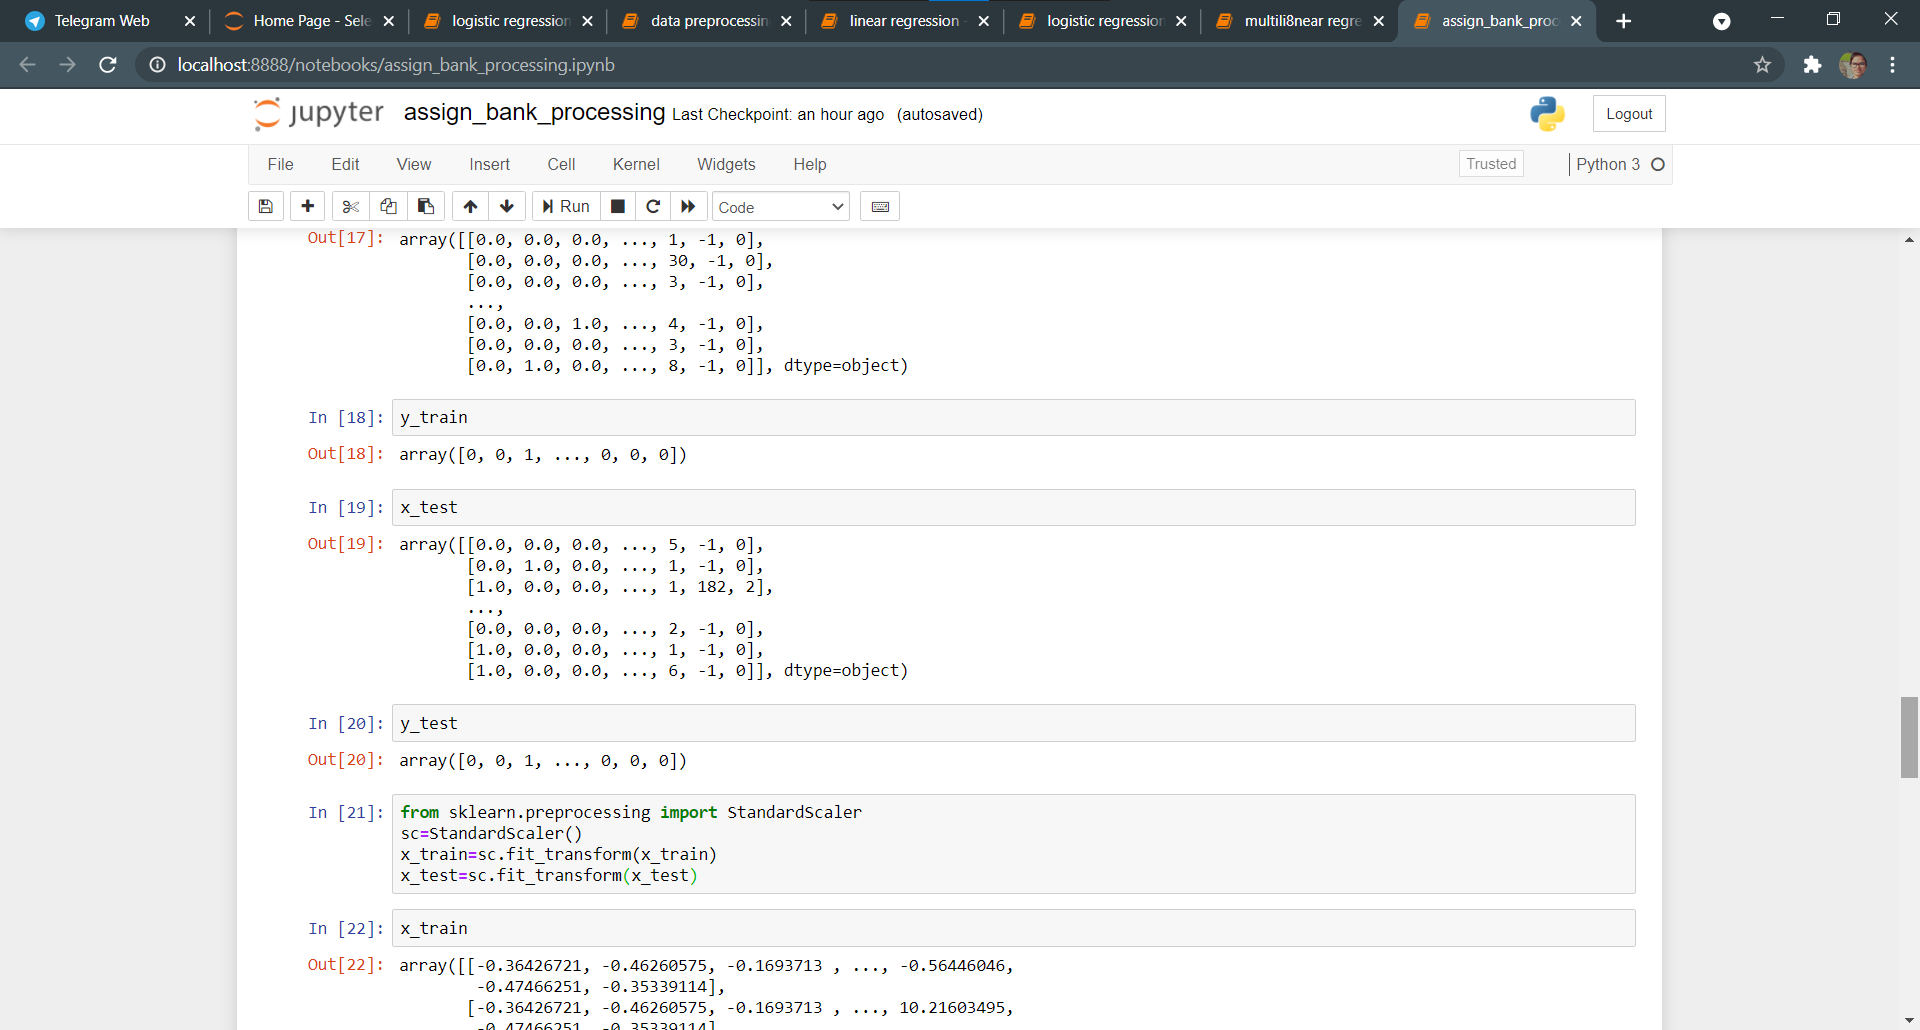 Telegram Web
Home Page - Sele
logistic regression
data preprocessin
linear regression -
logistic regression
multili8near regre
assign_bank_proc
localhost:8888/notebooks/assign_bank_processing.ipynb
jupyter assign_bank_processing Last Checkpoint: an hour ago (autosaved)
Logout
File Edit View Insert Cell Kernel Widgets Help
Trusted
Python 3
Run
Code
Out[17]: array([[0.0, 0.0, 0.0, ..., 1, -1, 0],
[0.0, 0.0, 0.0, ..., 30, -1, 0],
[0.0, 0.0, 0.0, ..., 3, -1, 0],
...,
[0.0, 0.0, 1.0, ..., 4, -1, 0],
[0.0, 0.0, 0.0, ..., 3, -1, 0],
[0.0, 1.0, 0.0, ..., 8, -1, 0]], dtype=object)
In [18]: y_train
Out[18]: array([0, 0, 1, ..., 0, 0, 0])
In [19]: x_test
Out[19]: array([[0.0, 0.0, 0.0, ..., 5, -1, 0],
[0.0, 1.0, 0.0, ..., 1, -1, 0],
[1.0, 0.0, 0.0, ..., 1, 182, 2],
...,
[0.0, 0.0, 0.0, ..., 2, -1, 0],
[1.0, 0.0, 0.0, ..., 1, -1, 0],
[1.0, 0.0, 0.0, ..., 6, -1, 0]], dtype=object)
In [20]: y_test
Out[20]: array([0, 0, 1, ..., 0, 0, 0])
In [21]: from sklearn.preprocessing import StandardScaler
sc=StandardScaler()
x_train=sc.fit_transform(x_train)
x_test=sc.fit_transform(x_test)
In [22]: x_train
Out[22]: array([[-0.36426721, -0.46260575, -0.1693713 , ..., -0.56446046,
-0.47466251, -0.35339114],
[-0.36426721, -0.46260575, -0.1693713 , ..., 10.21603495,
-0.47466251, -0.35339114],